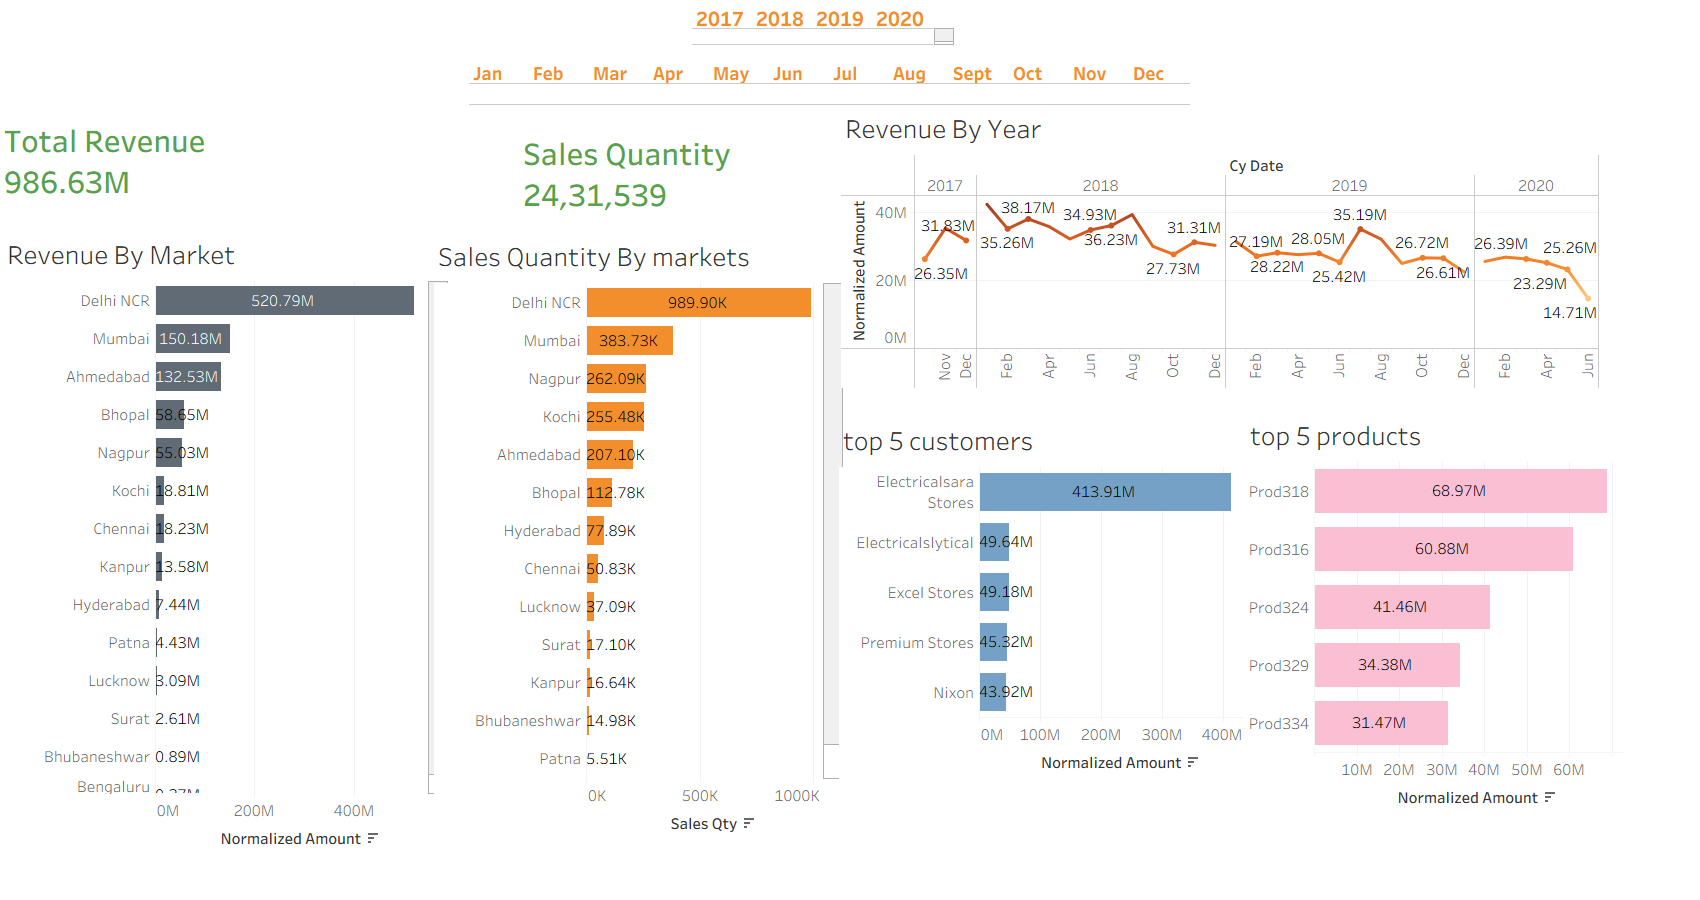 2017 2018 2019 2020
Jan Feb Mar Apr May Jun Jul Aug Sept Oct Nov Dec
Total Revenue
986.63M
Sales Quantity
24,31,539
Revenue By Year
Cy Date
2017 2018 2019 2020
Normalized Amount
40M
20M
0M
31.83M
26.35M
38.17M
35.26M
34.93M
36.23M
31.31M
27.73M
27.19M
28.22M
28.05M
25.42M
35.19M
26.72M
26.61M
26.39M
25.26M
23.29M
14.71M
Nov Dec Feb Apr Jun Aug Oct Dec Feb Apr Jun Aug Oct Dec Feb Apr Jun
Revenue By Market
Delhi NCR 520.79M
Mumbai 150.18M
Ahmedabad 132.53M
Bhopal 58.65M
Nagpur 55.03M
Kochi 18.81M
Chennai 18.23M
Kanpur 13.58M
Hyderabad 7.44M
Patna 4.43M
Lucknow 3.09M
Surat 2.61M
Bhubaneshwar 0.89M
Bengaluru
0M 200M 400M
Normalized Amount
Sales Quantity By markets
Delhi NCR 989.90K
Mumbai 383.73K
Nagpur 262.09K
Kochi 255.48K
Ahmedabad 207.10K
Bhopal 112.78K
Hyderabad 77.89K
Chennai 50.83K
Lucknow 37.09K
Surat 17.10K
Kanpur 16.64K
Bhubaneshwar 14.98K
Patna 5.51K
0K 500K 1000K
Sales Qty
top 5 customers
Electricalsara
Stores 413.91M
Electricalslytical 49.64M
Excel Stores 49.18M
Premium Stores 45.32M
Nixon 43.92M
0M 100M 200M 300M 400M
Normalized Amount
top 5 products
Prod318 68.97M
Prod316 60.88M
Prod324 41.46M
Prod329 34.38M
Prod334 31.47M
10M 20M 30M 40M 50M 60M
Normalized Amount